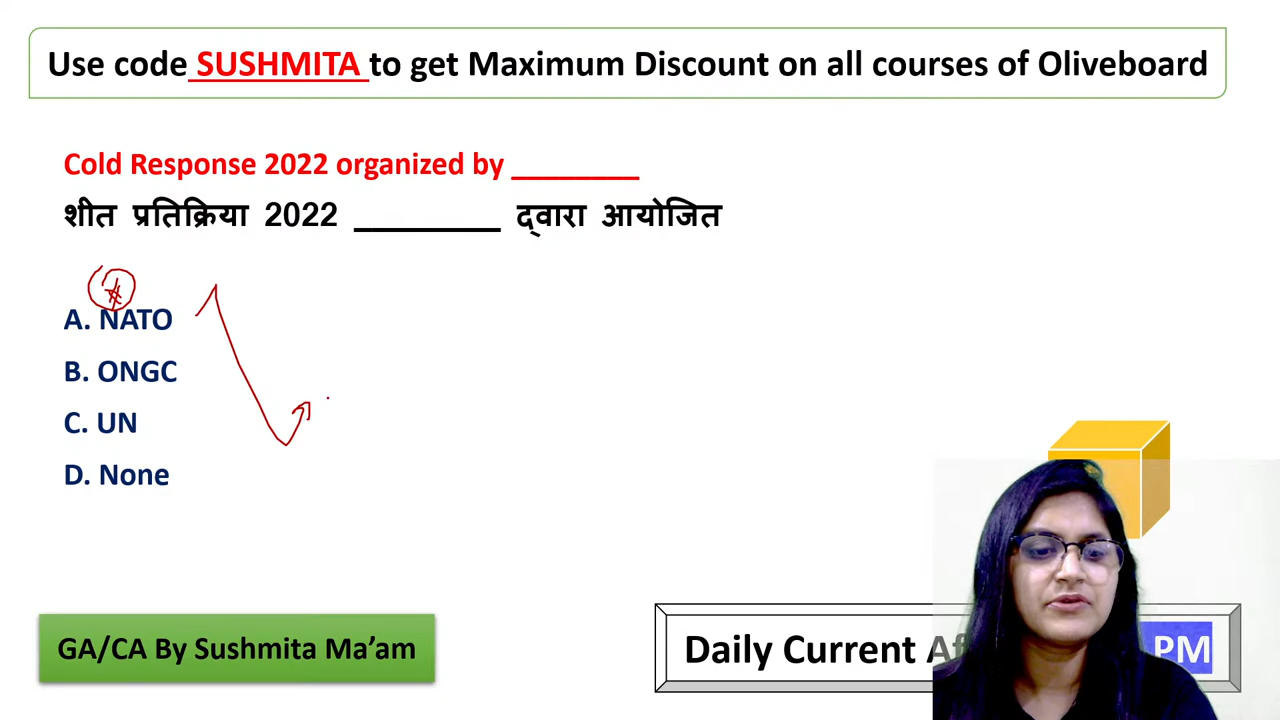 Use code SUSHMITA to get Maximum Discount on all courses of Oliveboard
Cold Response 2022 organized by ________
शीत प्रतिक्रिया 2022 ________ द्वारा आयोजित
A. NATO
B. ONGC
C. UN
D. None
GA/CA By Sushmita Ma’am
Daily Current PM